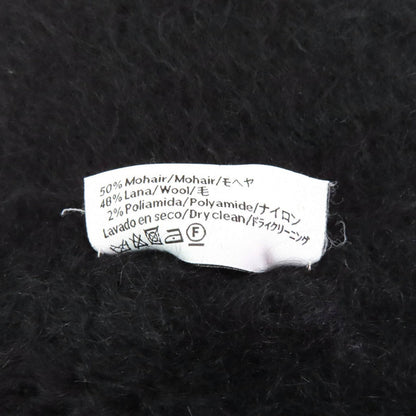 50% Mohair/Mohair/モヘヤ
48% Lana/Wool/毛
2% Poliamida/Polyamide/ナイロン
Lavado en seco/Dry clean/ドライクリーニング
F